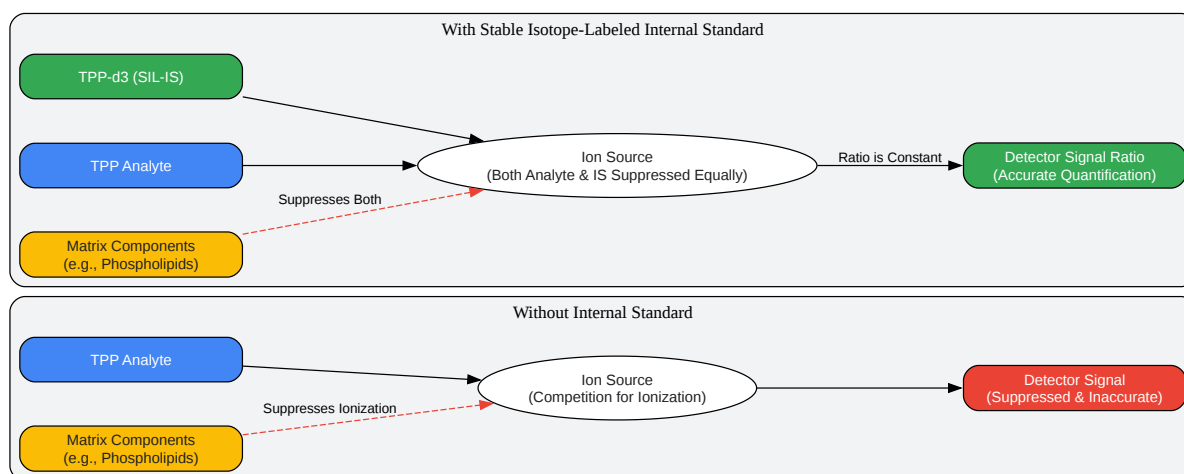 With Stable Isotope-Labeled Internal Standard
TPP-d3 (SIL-IS)
TPP Analyte
Ion Source
(Both Analyte & IS Suppressed Equally)
Ratio is Constant
Detector Signal Ratio
(Accurate Quantification)
Suppresses Both
Matrix Components
(e.g., Phospholipids)
Without Internal Standard
TPP Analyte
Ion Source
(Competition for Ionization)
Detector Signal
(Suppressed & Inaccurate)
Suppresses Ionization
Matrix Components
(e.g., Phospholipids)